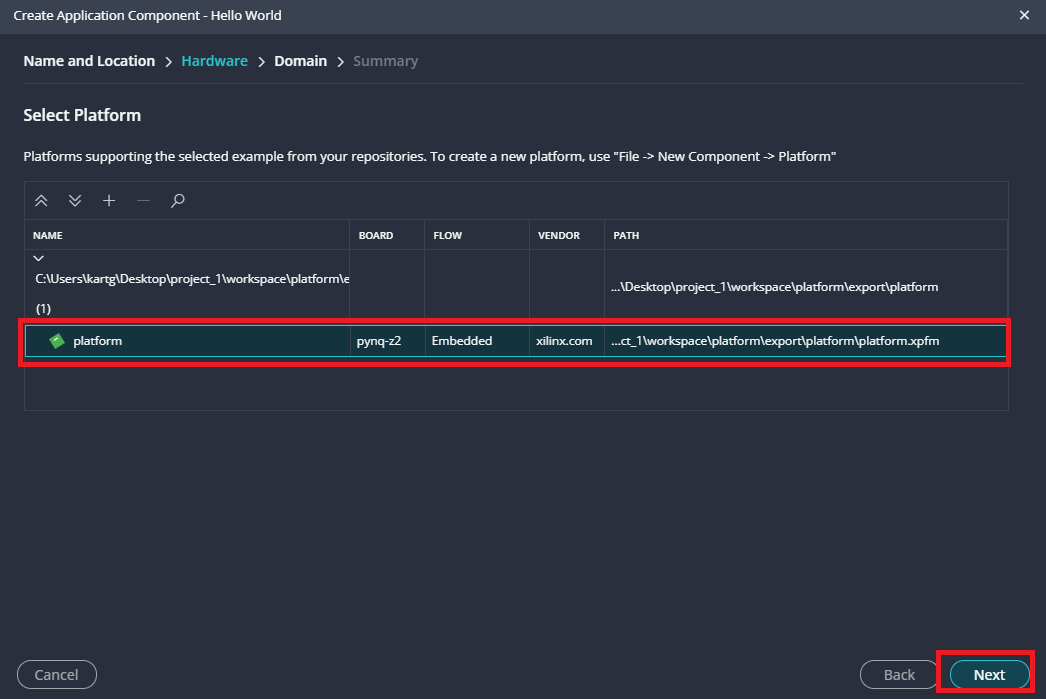 Create Application Component - Hello World
Name and Location > Hardware > Domain > Summary
Select Platform
Platforms supporting the selected example from your repositories. To create a new platform, use "File -> New Component -> Platform"
NAME BOARD FLOW VENDOR PATH
C:\Users\kartg\Desktop\project_1\workspace\platform\e
...\Desktop\project_1\workspace\platform\export\platform
(1)
platform pynq-z2 Embedded xilinx.com ...ct_1\workspace\platform\export\platform\platform.xpfm
Cancel Back Next